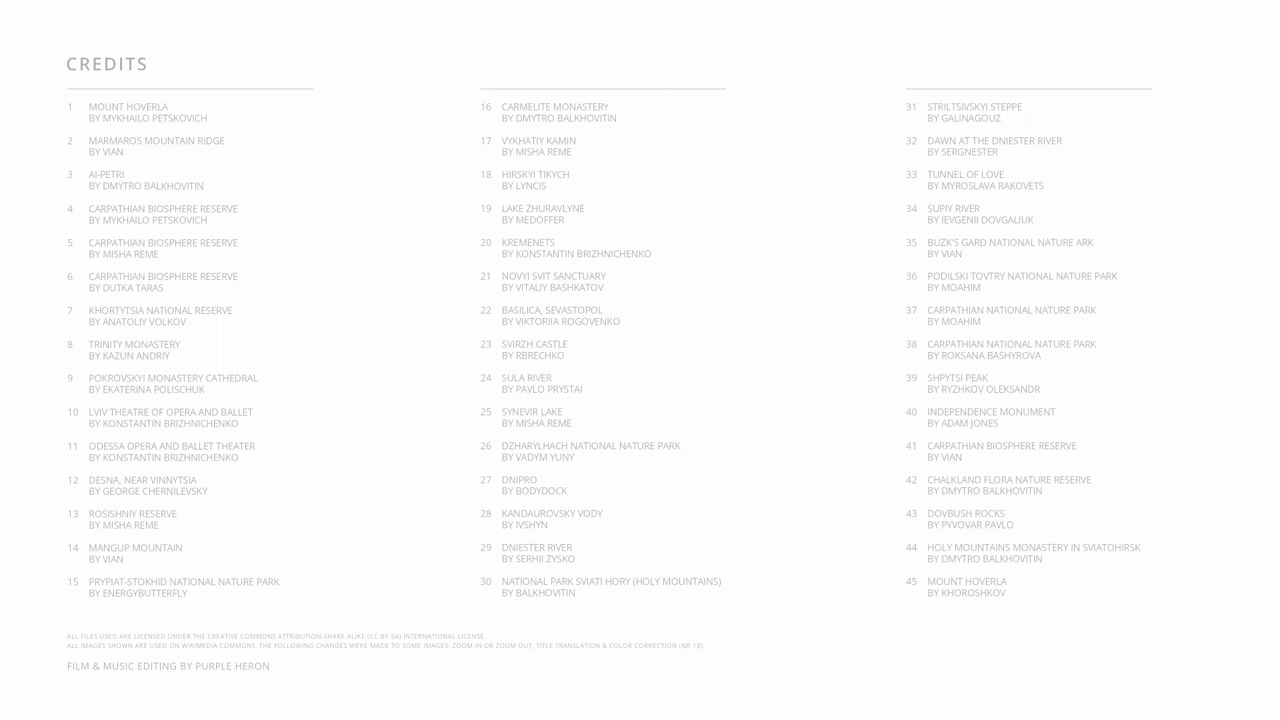 CREDITS
1 MOUNT HOVERLA
BY MYKHAILO PETSKOVICH
2 MARMAROS MOUNTAIN RIDGE
BY VIAN
3 AI-PETRI
BY DMYTRO BALKHOVITIN
4 CARPATHIAN BIOSPHERE RESERVE
BY MYKHAILO PETSKOVICH
5 CARPATHIAN BIOSPHERE RESERVE
BY MISHA REME
6 CARPATHIAN BIOSPHERE RESERVE
BY DUTKA TARAS
7 KHORTYTSIA NATIONAL RESERVE
BY ANATOLIY VOLKOV
8 TRINITY MONASTERY
BY KAZUN ANDRIY
9 POKROVSKYI MONASTERY CATHEDRAL
BY EKATERINA POLISCHUK
10 LVIV THEATRE OF OPERA AND BALLET
BY KONSTANTIN BRIZHNICHENKO
11 ODESSA OPERA AND BALLET THEATER
BY KONSTANTIN BRIZHNICHENKO
12 DESNA, NEAR VINNYTSIA
BY GEORGE CHERNILEVSKY
13 ROSISHNIY RESERVE
BY MISHA REME
14 MANGUP MOUNTAIN
BY VIAN
15 PRYPIAT-STOKHID NATIONAL NATURE PARK
BY ENERGYBUTTERFLY
16 CARMELITE MONASTERY
BY DMYTRO BALKHOVITIN
17 VYKHATIY KAMIN
BY MISHA REME
18 HIRSKYI TIKYCH
BY LYNCIS
19 LAKE ZHURAVLYNE
BY MEDOFFER
20 KREMENETS
BY KONSTANTIN BRIZHNICHENKO
21 NOVYI SVIT SANCTUARY
BY VITALIY BASHKATOV
22 BASILICA, SEVASTOPOL
BY VIKTORIIA ROGOVENKO
23 SVIRZH CASTLE
BY RBRECHKO
24 SULA RIVER
BY PAVLO PRYSTAI
25 SYNEVIR LAKE
BY MISHA REME
26 DZHARYLHACH NATIONAL NATURE PARK
BY VADYM YUNY
27 DNIPRO
BY BODYDOCK
28 KANDAUROVSKY VODY
BY IVSHYN
29 DNIESTER RIVER
BY SERHII ZYSKO
30 NATIONAL PARK SVIATI HORY (HOLY MOUNTAINS)
BY BALKHOVITIN
31 STRILTSIVSKYI STEPPE
BY GALINAGOUZ
32 DAWN AT THE DNIESTER RIVER
BY SERGNESTER
33 TUNNEL OF LOVE
BY MYROSLAVA RAKOVETS
34 SUPIY RIVER
BY IEVGENII DOVGALIUK
35 BUZK'S GARD NATIONAL NATURE ARK
BY VIAN
36 PODILSKI TOVTRY NATIONAL NATURE PARK
BY MOAHIM
37 CARPATHIAN NATIONAL NATURE PARK
BY MOAHIM
38 CARPATHIAN NATIONAL NATURE PARK
BY ROKSANA.BASHYROVA
39 SHPYTSI PEAK
BY RYZHKOV OLEKSANDR
40 INDEPENDENCE MONUMENT
BY ADAM JONES
41 CARPATHIAN BIOSPHERE RESERVE
BY VIAN
42 CHALKLAND FLORA NATURE RESERVE
BY DMYTRO BALKHOVITIN
43 DOVBUSH ROCKS
BY PYVOVAR PAVLO
44 HOLY MOUNTAINS MONASTERY IN SVIATOHIRSK
BY DMYTRO BALKHOVITIN
45 MOUNT HOVERLA
BY KHOROSHKOV
ALL FILES USED ARE LICENSED UNDER THE CREATIVE COMMONS ATTRIBUTION-SHARE ALIKE (CC BY-SA) INTERNATIONAL LICENSE.
ALL IMAGES SHOWN ARE USED ON WIKIMEDIA COMMONS. THE FOLLOWING CHANGES WERE MADE TO SOME IMAGES: ZOOM IN OR ZOOM OUT, TITLE TRANSLATION & COLOR CORRECTION (NR 18).
FILM & MUSIC EDITING BY PURPLE HERON